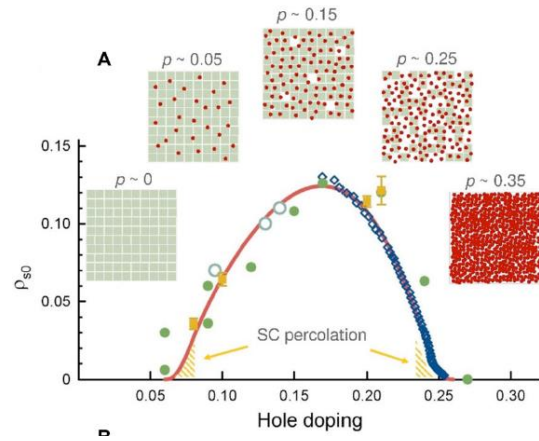 p ~ 0.15
A
p ~ 0.05
p ~ 0.25
0.15
p ~ 0
p ~ 0.35
0.10
ρs0
0.05
SC percolation
0
0.05 0.10 0.15 0.20 0.25 0.30
Hole doping
B